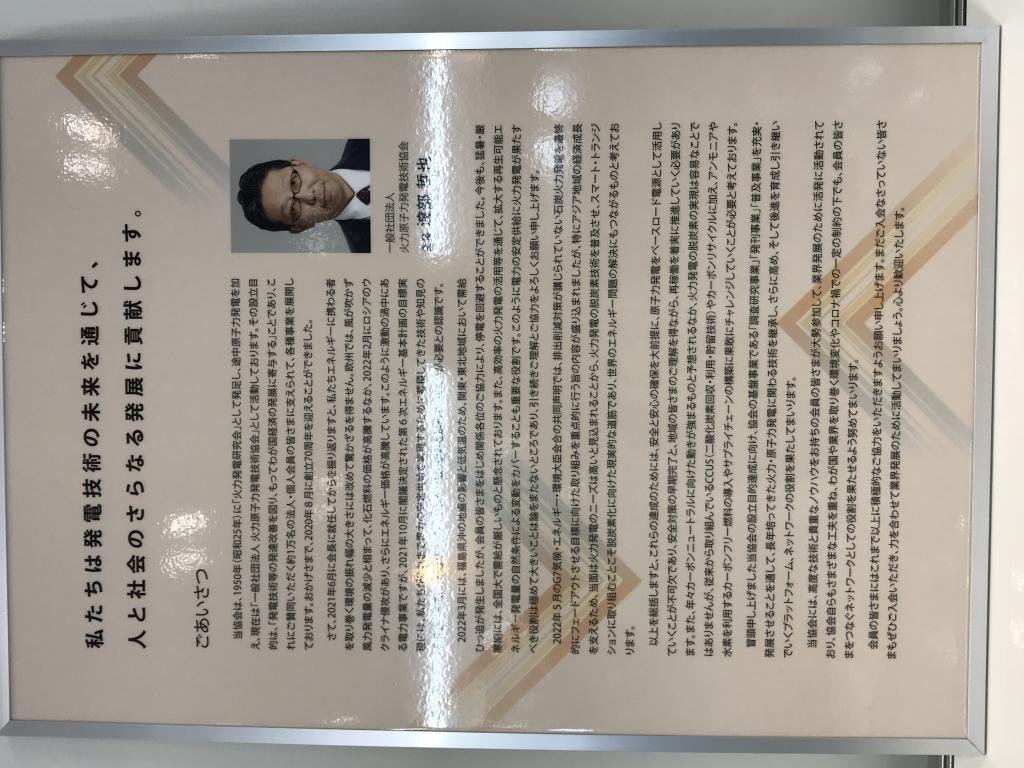 私たちは発電技術の未来を通じて、
人と社会のさらなる発展に貢献します。
ごあいさつ
一般社団法人
火力原子力発電技術協会
会長 渡部 哲也
当協会は、1950年(昭和25年)に「火力発電研究会」として発足し、途中原子力発電を加
え、現在は「一般社団法人 火力原子力発電技術協会」として活動しております。その設立目
的は、「発電技術等の発達改善を図り、もってわが国経済の発展に寄与する」ことであり、こ
れにご賛同いただく約1万名の法人・個人会員の皆さまに支えられて、各種事業を展開し
ております。おかげさまで、2020年8月に創立70周年を迎えることができました。
さて、2021年6月に会長に就任してからを振り返りますと、私たちエネルギーに携わる者
を取り巻く環境の振れ幅の大きさには改めて驚かざるを得ません。欧州では、風が吹かず
風力発電量の減少と相まって、化石燃料の価格が高騰するなか、2022年2月にロシアのウ
クライナ侵攻があり、さらにエネルギー価格が高騰しています。このように激動の渦中にあ
る電力事業ですが、2021年10月に閣議決定された第6次エネルギー基本計画の目標実
現には、私たちがこれまで電力の安定供給を実現するために蓄積してきた技術や知見の
が必要との認識です。
2022年3月には、福島県沖の地震の影響と低気温のため、関東・東北地域において需給
ひっ迫が発生しましたが、会員の皆さまをはじめ関係各位のご協力により、停電を回避することができました。今後も、猛暑・厳
寒期には、全国大で需給が厳しいものと懸念されております。また、高効率の火力発電の活用等を通じて、拡大する再生可能エ
ネルギー発電量の自然条件による変動をカバーすることも重要な役割です。このように電力の安定供給に火力発電が果たす
べき役割は極めて大きいことは論をまたないところであり、引き続きご理解とご協力をよろしくお願い申し上げます。
2022年5月のG7気候・エネルギー・環境大臣会合の共同声明では、排出削減対策が講じられていない石炭火力発電を最終
的にフェードアウトさせる目標に向けた取り組みを重点的に行う旨の内容が盛り込まれましたが、特にアジア地域の経済成長
を支えるため、当面は火力発電のニーズは高いと見込まれることから、火力発電の脱炭素技術を普及させ、スマート・トランジ
ションに取り組むことこそ脱炭素化に向けた現実的な道筋であり、世界のエネルギー問題の解決にもつながるものと考えてお
ります。
以上を総括しますと、これらの達成のためには、安全と安心の確保を大前提に、原子力発電をベースロード電源として活用し
ていくことが不可欠であり、安全対策の早期完了と、地域の皆さまのご理解を得ながら、再稼働を着実に推進していく必要があり
ます。また、年々カーボンニュートラルに向けた動きが強まるものと予想されるなか、火力発電の脱炭素の実現は容易なことで
はありませんが、従来から取り組んでいるCCUS（二酸化炭素回収・利用・貯留技術）やカーボンリサイクルに加え、アンモニアや
水素を利用するカーボンフリー燃料の導入やサプライチェーンの構築に果敢にチャレンジしていくことが必要と考えております。
冒頭申し上げました当協会の設立目的達成に向け、協会の基盤事業である「調査研究事業」「発刊事業」「普及事業」を充実・
発展させることを通して、長年培ってきた火力・原子力発電に関わる技術を継承し、さらに高め、そして後進を育成し引き継い
でいくプラットフォーム、ネットワークの役割を果たしてまいります。
当協会には、高度な技術と貴重なノウハウをお持ちの会員の皆さまが大勢参加して、業界発展のために活発に活動されて
おり、協会自らもさまざまな工夫を重ね、わが国や業界を取り巻く環境変化やコロナ禍での一定の制約の下でも、会員の皆さ
まをつなぐネットワークとしての役割を果たせるよう努めてまいります。
会員の皆さまにはこれまで以上に積極的なご協力をいただきますようお願い申し上げます。まだご入会なさっていない皆さ
まもぜひご入会いただき、力を合わせて業界発展のために活動してまいりましょう。心より歓迎いたします。